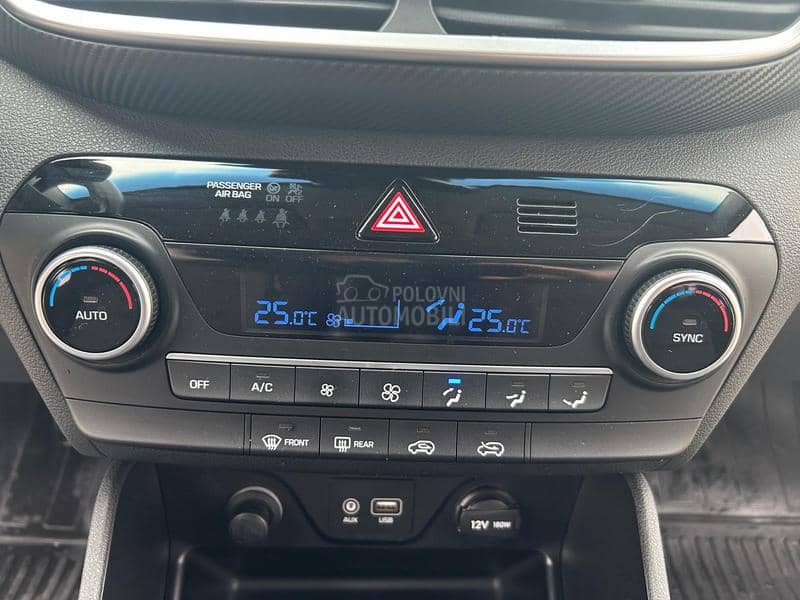 PASSENGER
AIR BAG ON OFF
25.0°C 25.0°C
POLOVNI
AUTOMOBILI
AUTO
SYNC
OFF A/C
FRONT REAR
AUX USB
12V 180W